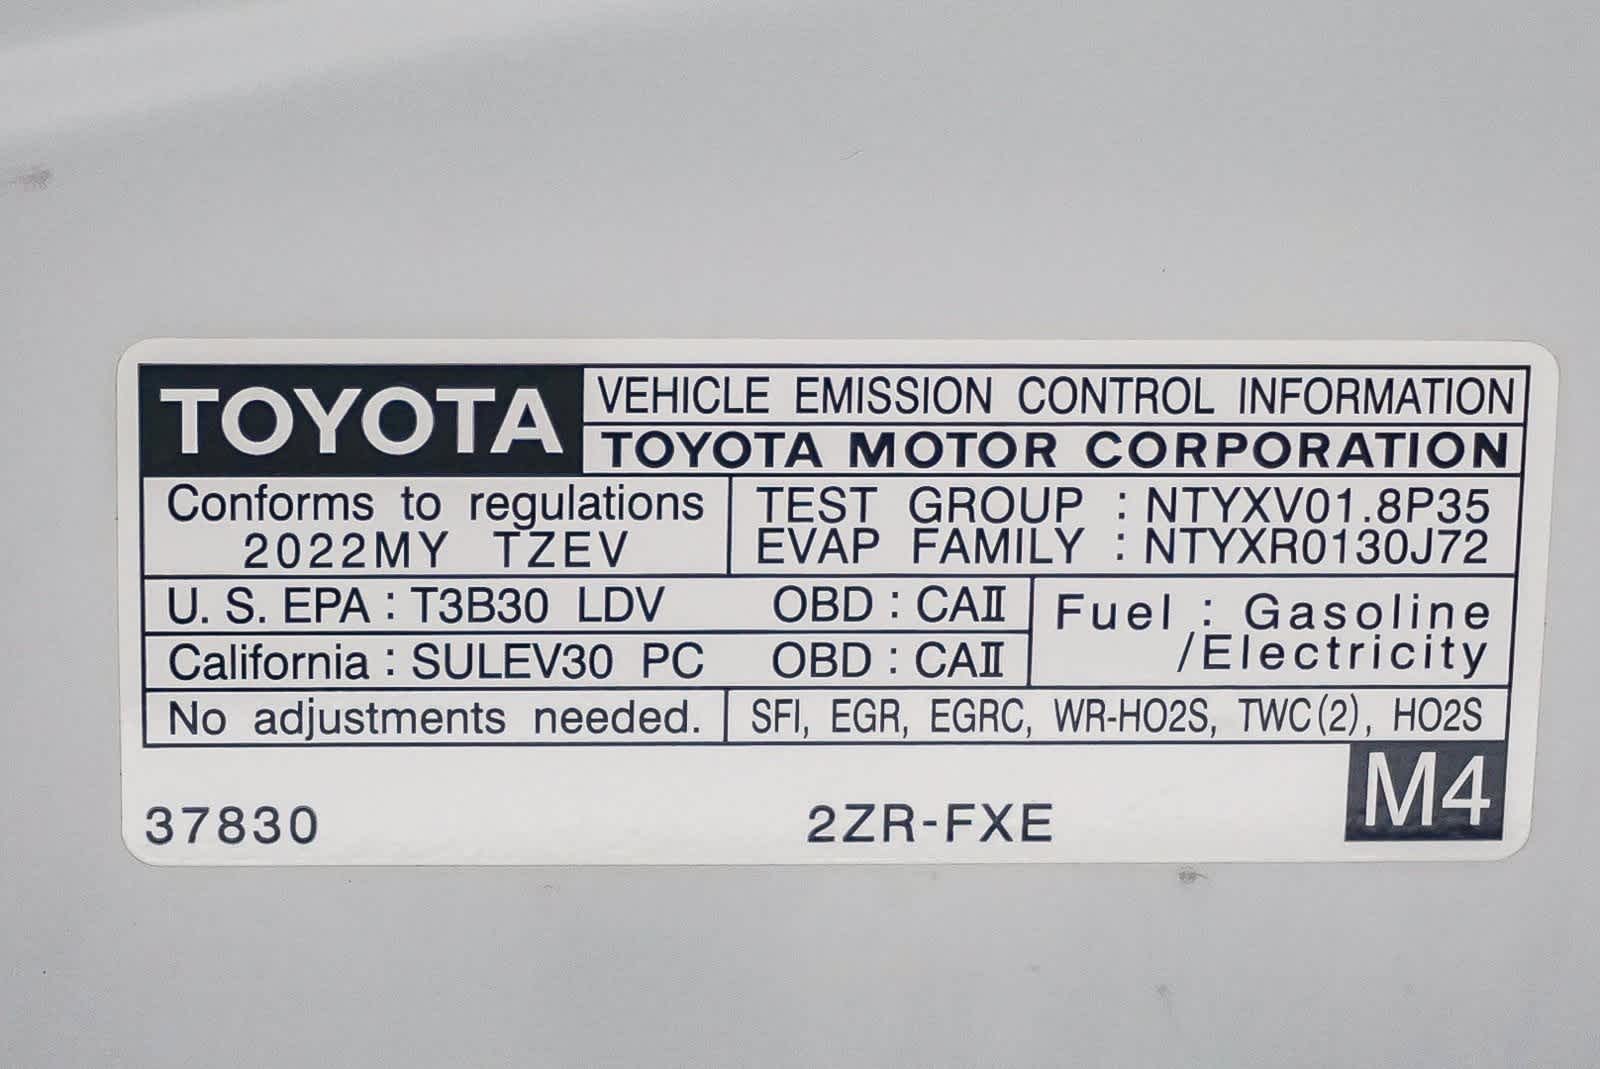 TOYOTA
VEHICLE EMISSION CONTROL INFORMATION
TOYOTA MOTOR CORPORATION
Conforms to regulations
2022MY TZEV
TEST GROUP : NTYXV01.8P35
EVAP FAMILY : NTYXR0130J72
U. S. EPA : T3B30 LDV OBD : CAⅡ
California : SULEV30 PC OBD : CAⅡ
Fuel : Gasoline
/Electricity
No adjustments needed.
SFI, EGR, EGRC, WR-HO2S, TWC(2), HO2S
37830
2ZR-FXE
M4